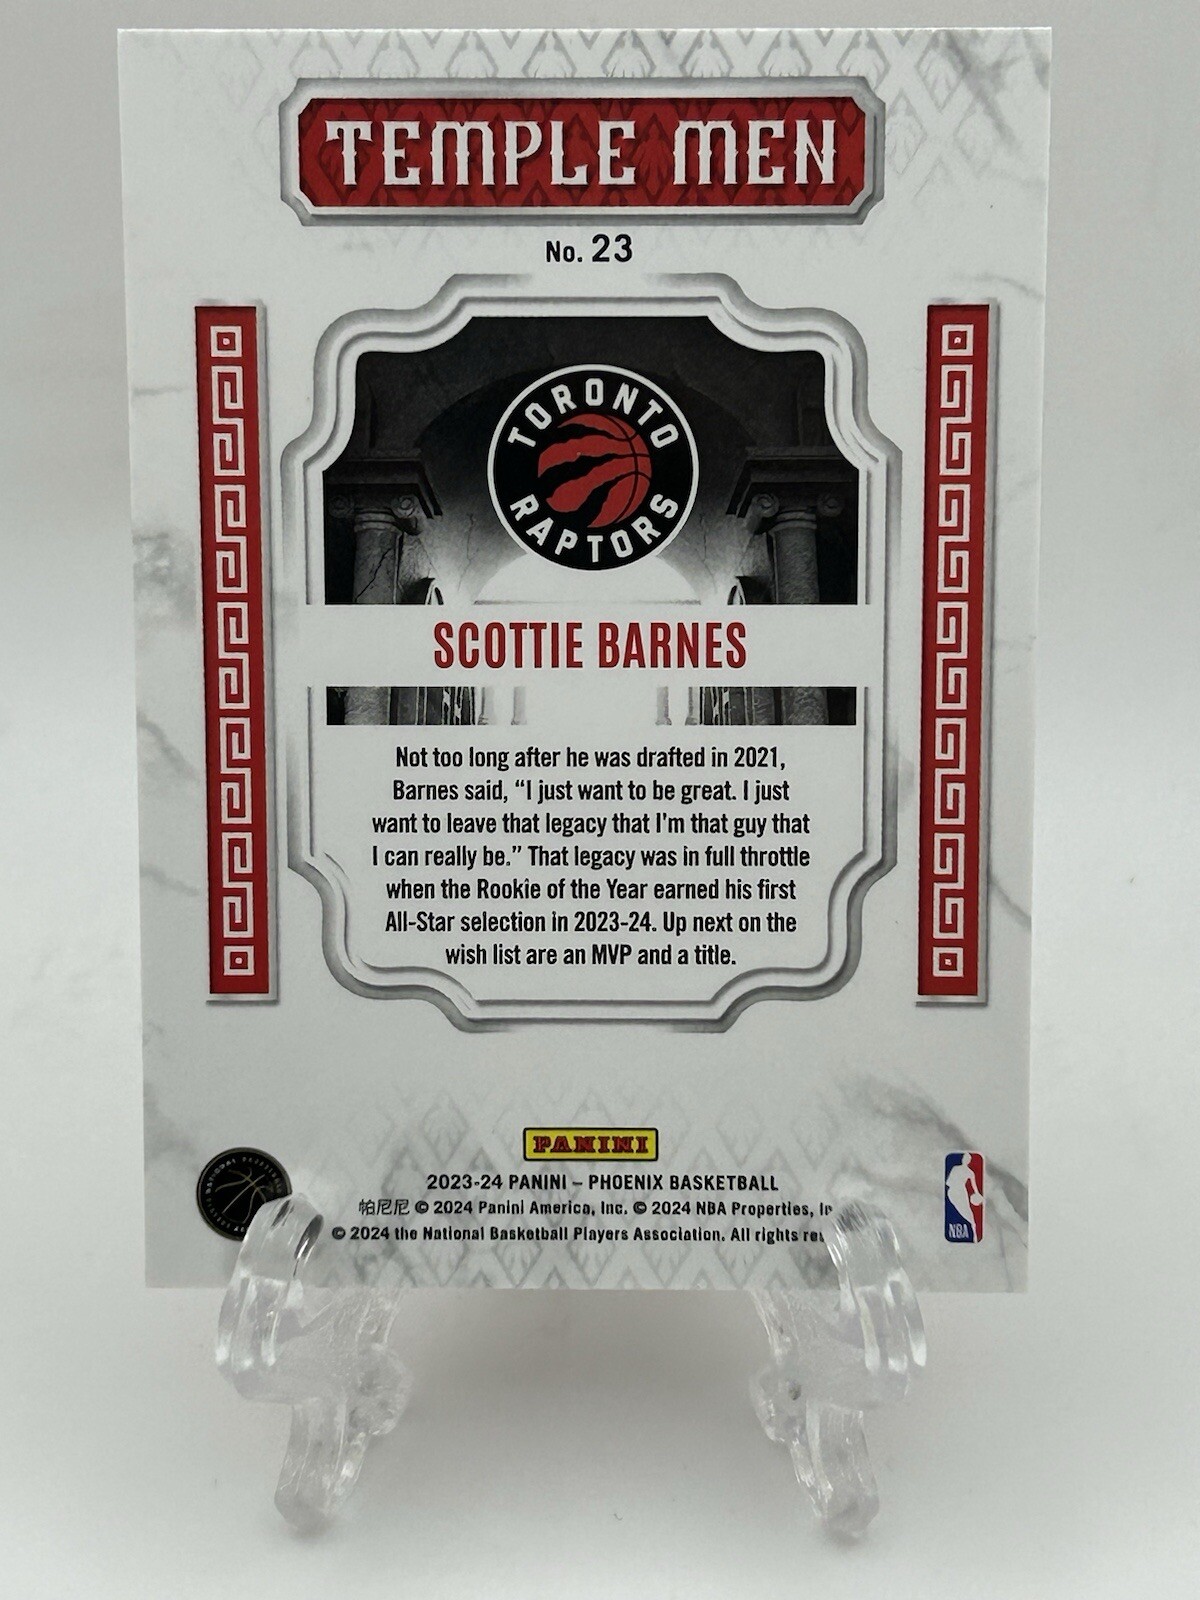 TEMPLE MEN
No. 23
TORONTO
RAPTORS
SCOTTIE BARNES
Not too long after he was drafted in 2021,
Barnes said, “I just want to be great. I just
want to leave that legacy that I’m that guy that
I can really be.” That legacy was in full throttle
when the Rookie of the Year earned his first
All-Star selection in 2023-24. Up next on the
wish list are an MVP and a title.
PANINI
2023-24 PANINI – PHOENIX BASKETBALL
帕尼尼 © 2024 Panini America, Inc. © 2024 NBA Properties,
© 2024 the National Basketball Players Association. All rights
NBA